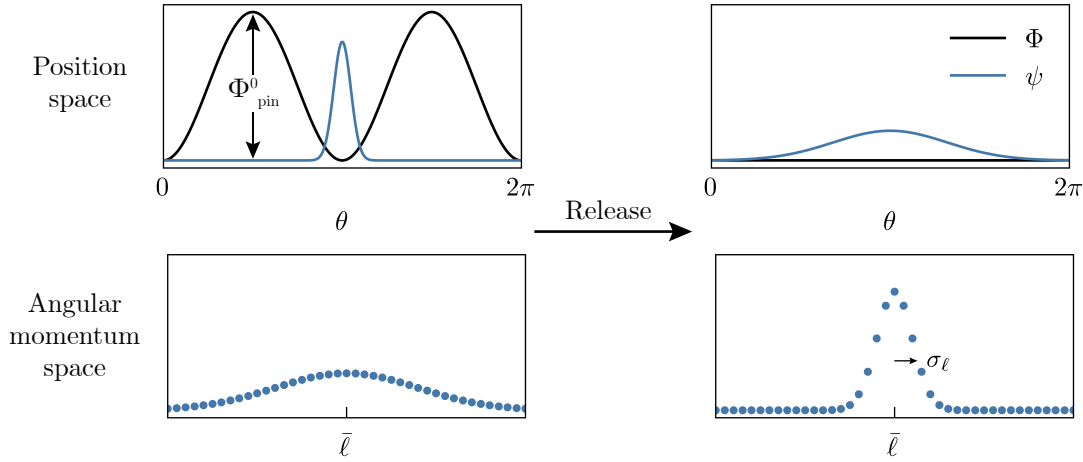 Position
space
Φ⁰pin
0
2π
θ
Release
Φ
ψ
0
2π
θ
Angular
momentum
space
ℓ̄
σℓ
ℓ̄